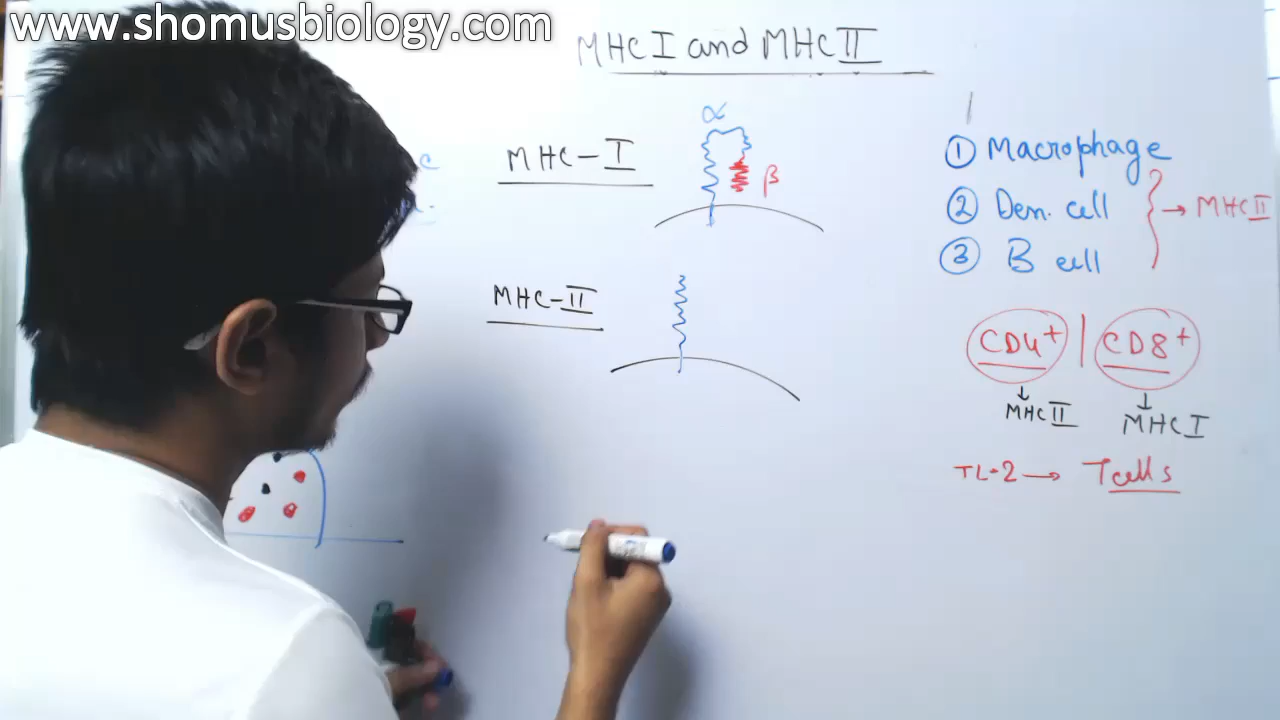 www.shomusbiology.com
MHC I and MHC II
α
MHC-I
β
MHC-II
① Macrophage
② Den. cell
③ B cell
→ MHC II
CD4+ | CD8+
↓ ↓
MHC II MHC I
TL-2 → T cells